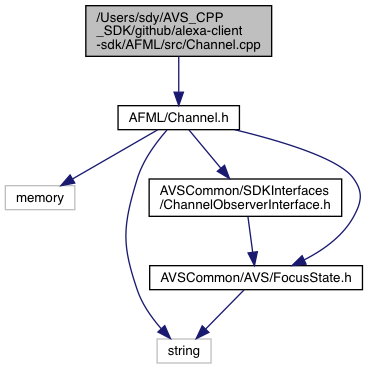 /Users/sdy/AVS_CPP
_SDK/github/alexa-client
-sdk/AFML/src/Channel.cpp
AFML/Channel.h
memory
AVSCommon/SDKInterfaces
/ChannelObserverInterface.h
AVSCommon/AVS/FocusState.h
string